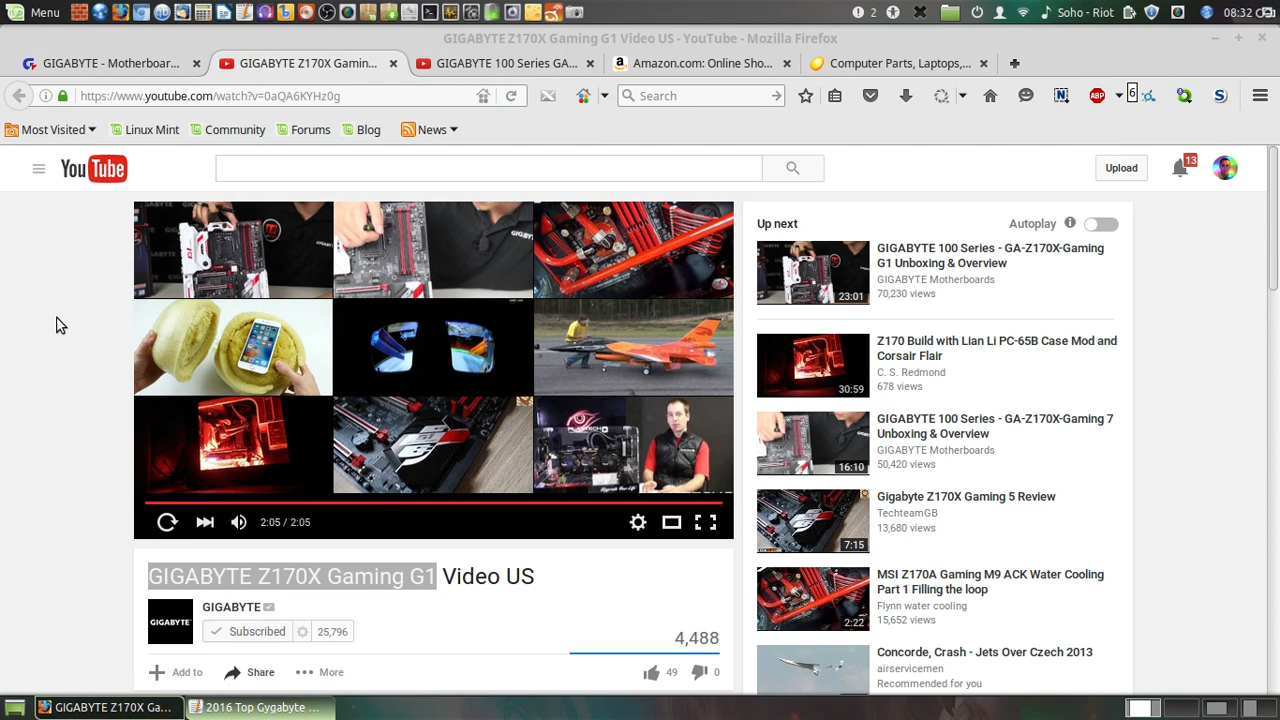 Menu
2
Soho - Riot
08:32
GIGABYTE Z170X Gaming G1 Video US - YouTube - Mozilla Firefox
GIGABYTE - Motherboar...
GIGABYTE Z170X Gamin...
GIGABYTE 100 Series GA...
Amazon.com: Online Sho...
Computer Parts, Laptops,...
https://www.youtube.com/watch?v=0aQA6KYHz0g
Search
ABP
6
Most Visited
Linux Mint
Community
Forums
Blog
News
YouTube
Upload
13
Up next
Autoplay
GIGABYTE 100 Series - GA-Z170X-Gaming
G1 Unboxing & Overview
GIGABYTE Motherboards
70,230 views
23:01
Z170 Build with Lian Li PC-65B Case Mod and
Corsair Flair
C. S. Redmond
678 views
30:59
GIGABYTE 100 Series - GA-Z170X-Gaming 7
Unboxing & Overview
GIGABYTE Motherboards
50,420 views
16:10
Gigabyte Z170X Gaming 5 Review
TechteamGB
13,680 views
7:15
MSI Z170A Gaming M9 ACK Water Cooling
Part 1 Filling the loop
Flynn water cooling
15,652 views
2:22
Concorde, Crash - Jets Over Czech 2013
airservicemen
Recommended for you
2:05 / 2:05
GIGABYTE Z170X Gaming G1 Video US
GIGABYTE
GIGABYTE
Subscribed
25,796
4,488
Add to
Share
More
49
0
GIGABYTE Z170X Ga...
2016 Top Gygabyte ...